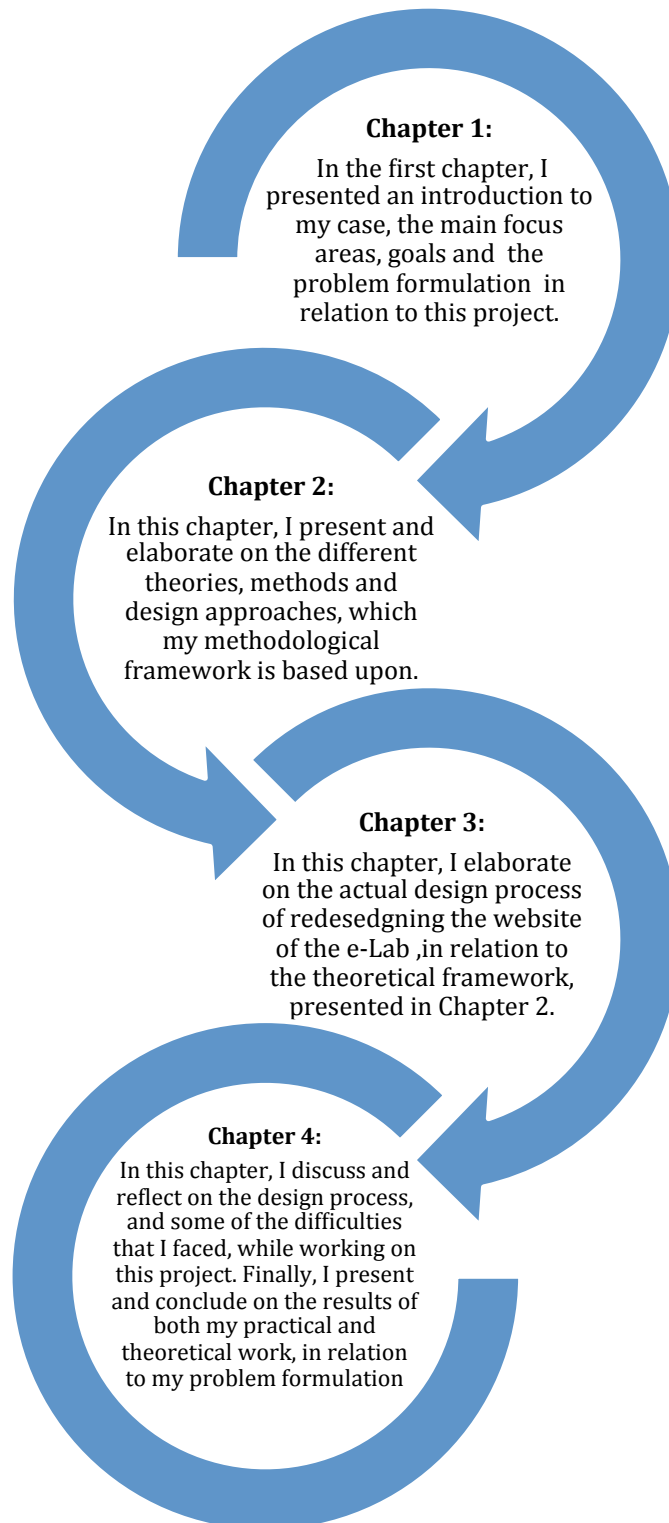 Chapter 1:
In the first chapter, I
presented an introduction to
my case, the main focus
areas, goals and the
problem formulation in
relation to this project.
Chapter 2:
In this chapter, I present and
elaborate on the different
theories, methods and
design approaches, which
my methodological
framework is based upon.
Chapter 3:
In this chapter, I elaborate
on the actual design process
of redesedgning the website
of the e-Lab ,in relation to
the theoretical framework,
presented in Chapter 2.
Chapter 4:
In this chapter, I discuss and
reflect on the design process,
and some of the difficulties
that I faced, while working on
this project. Finally, I present
and conclude on the results of
both my practical and
theoretical work, in relation
to my problem formulation